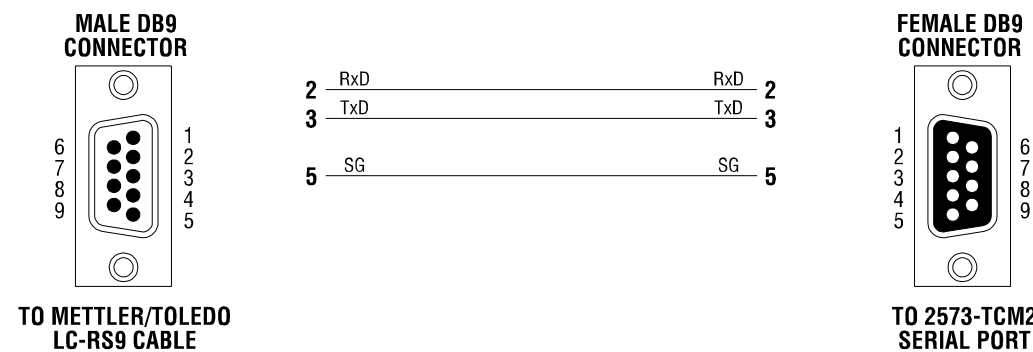 MALE DB9
CONNECTOR
FEMALE DB9
CONNECTOR
2 RxD RxD 2
3 TxD TxD 3
5 SG SG 5
6
7
8
9
1
2
3
4
5
1
2
3
4
5
6
7
8
9
TO METTLER/TOLEDO
LC-RS9 CABLE
TO 2573-TCM2
SERIAL PORT